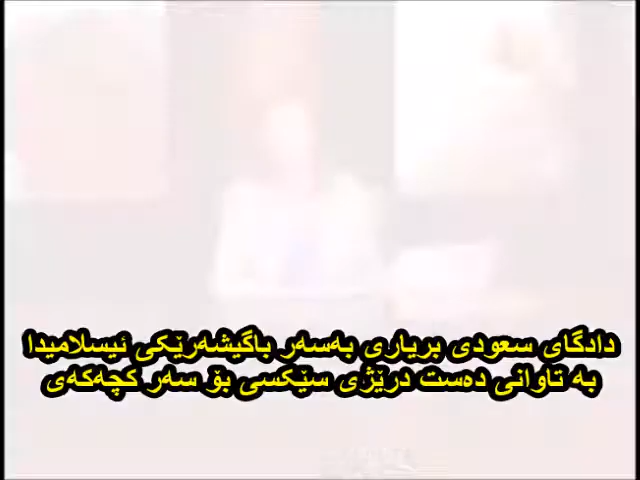 دادگای سعودی بریاری بەسەر باگیشەرێکی ئیسلامیدا
بە تاوانی دەست درێژی سێکسی بۆ سەر کچەکەی